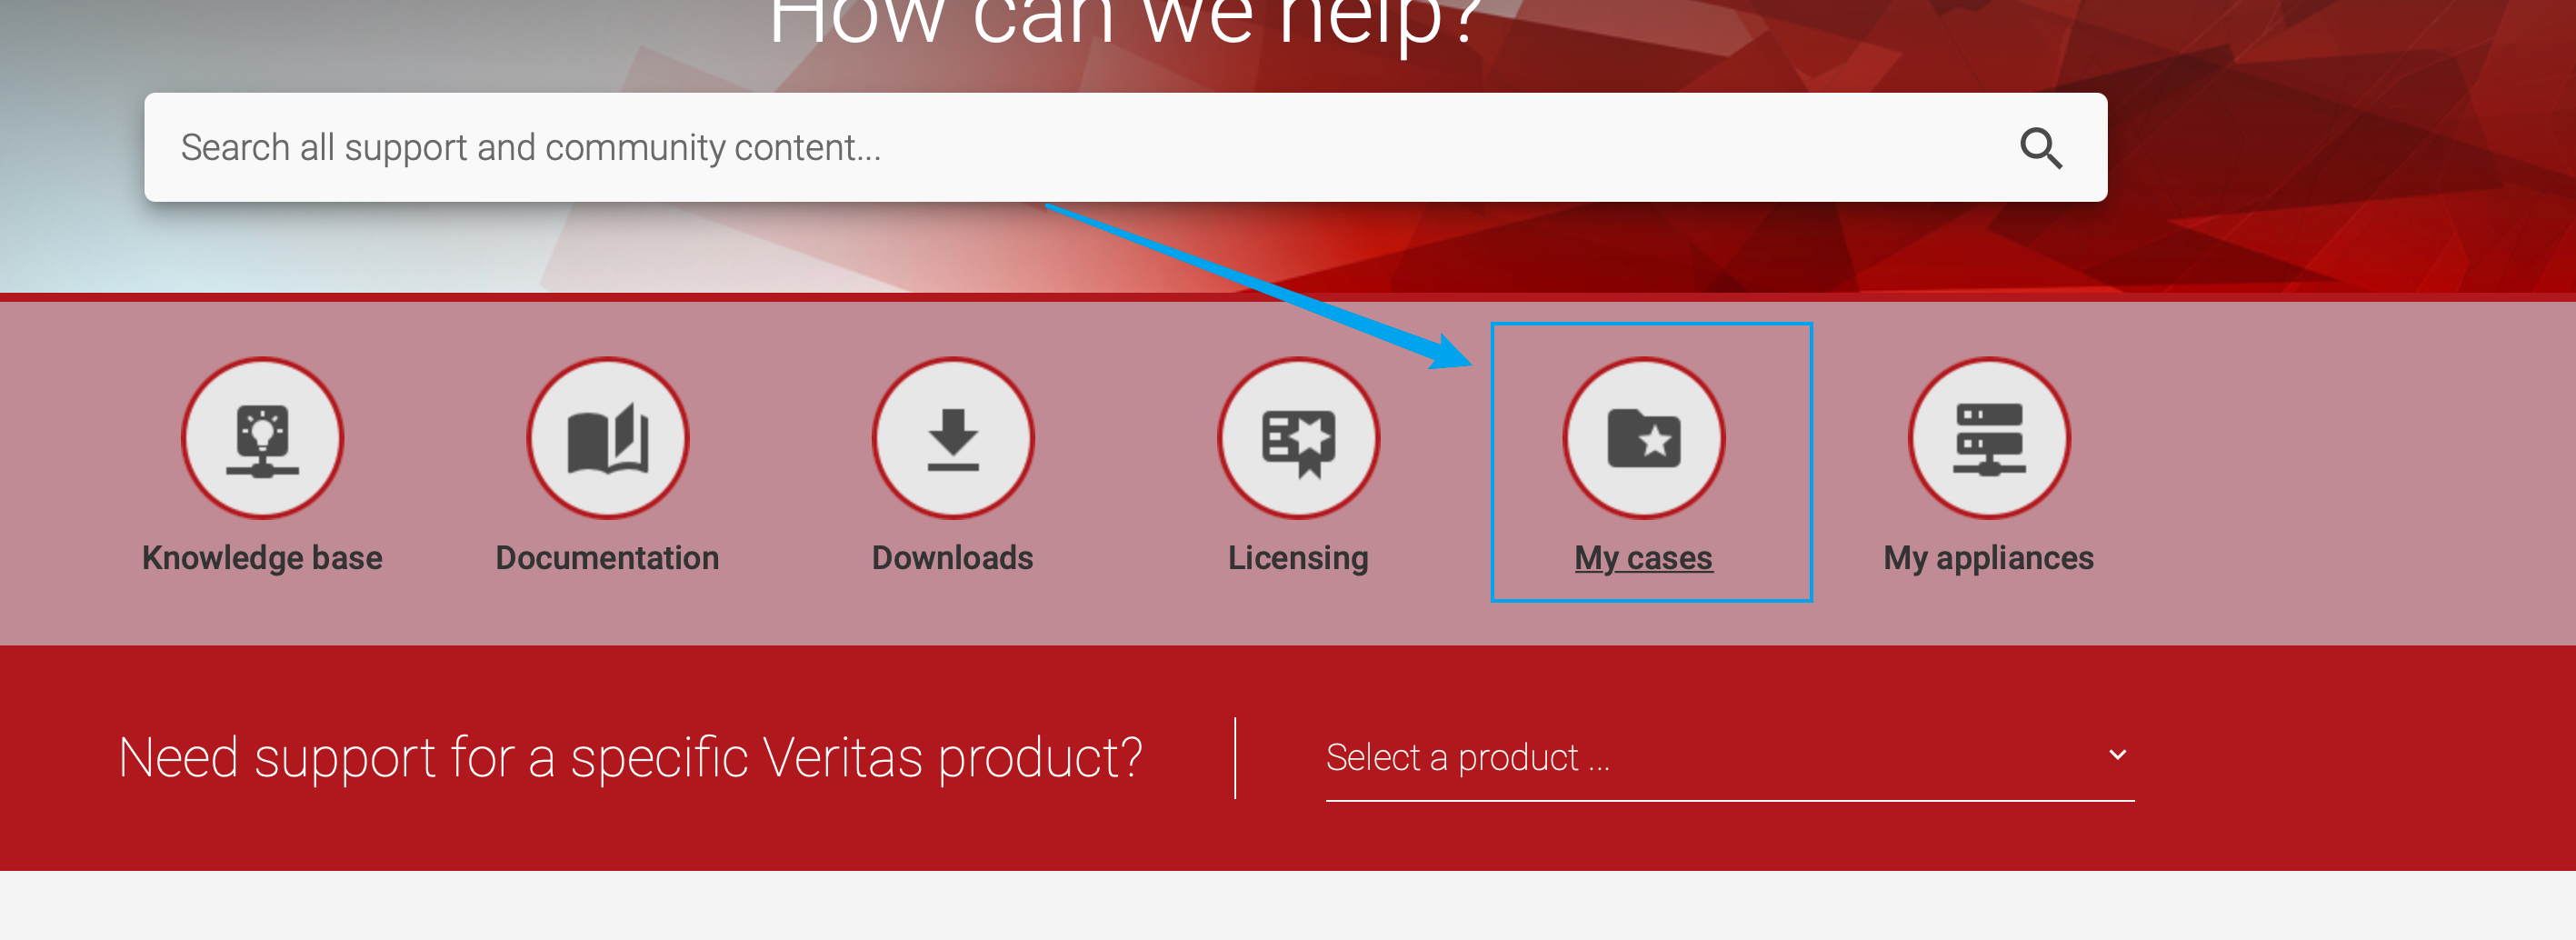 How can we help?
Search all support and community content...
Knowledge base
Documentation
Downloads
Licensing
My cases
My appliances
Need support for a specific Veritas product?
Select a product ...